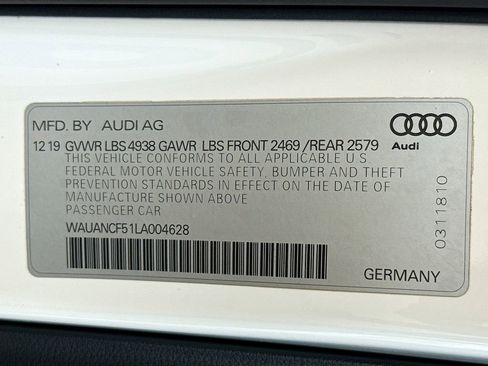 MFD. BY AUDI AG
12 19 GVWR LBS 4938 GAWR LBS FRONT 2469 /REAR 2579
THIS VEHICLE CONFORMS TO ALL APPLICABLE U S
FEDERAL MOTOR VEHICLE SAFETY, BUMPER AND THEFT
PREVENTION STANDARDS IN EFFECT ON THE DATE OF
MANUFACTURE SHOWN ABOVE
PASSENGER CAR
WAUANCF51LA004628
GERMANY
Audi
0311810